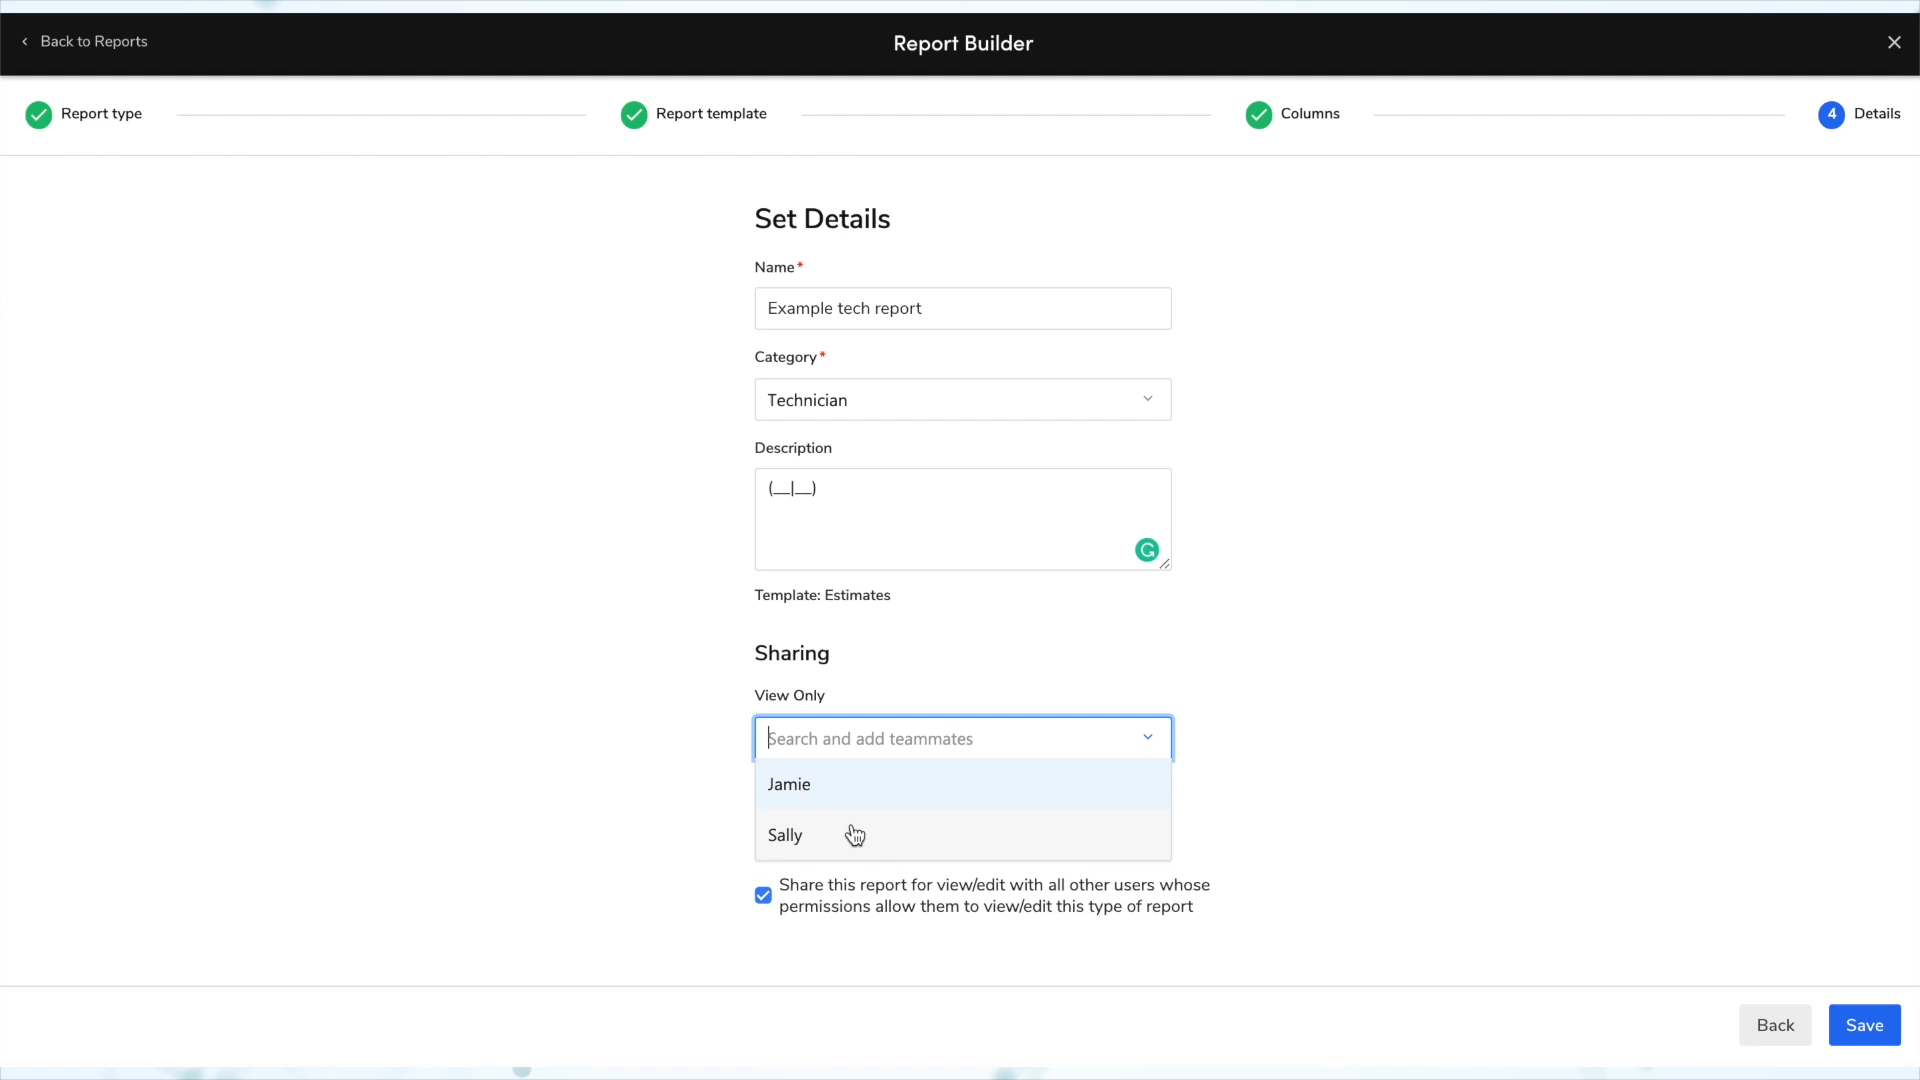 Back to Reports
Report Builder
Report type
Report template
Columns
4 Details
Set Details
Name*
Example tech report
Category*
Technician
Description
(__|__)
Template: Estimates
Sharing
View Only
Search and add teammates
Jamie
Sally
Share this report for view/edit with all other users whose
permissions allow them to view/edit this type of report
Back
Save